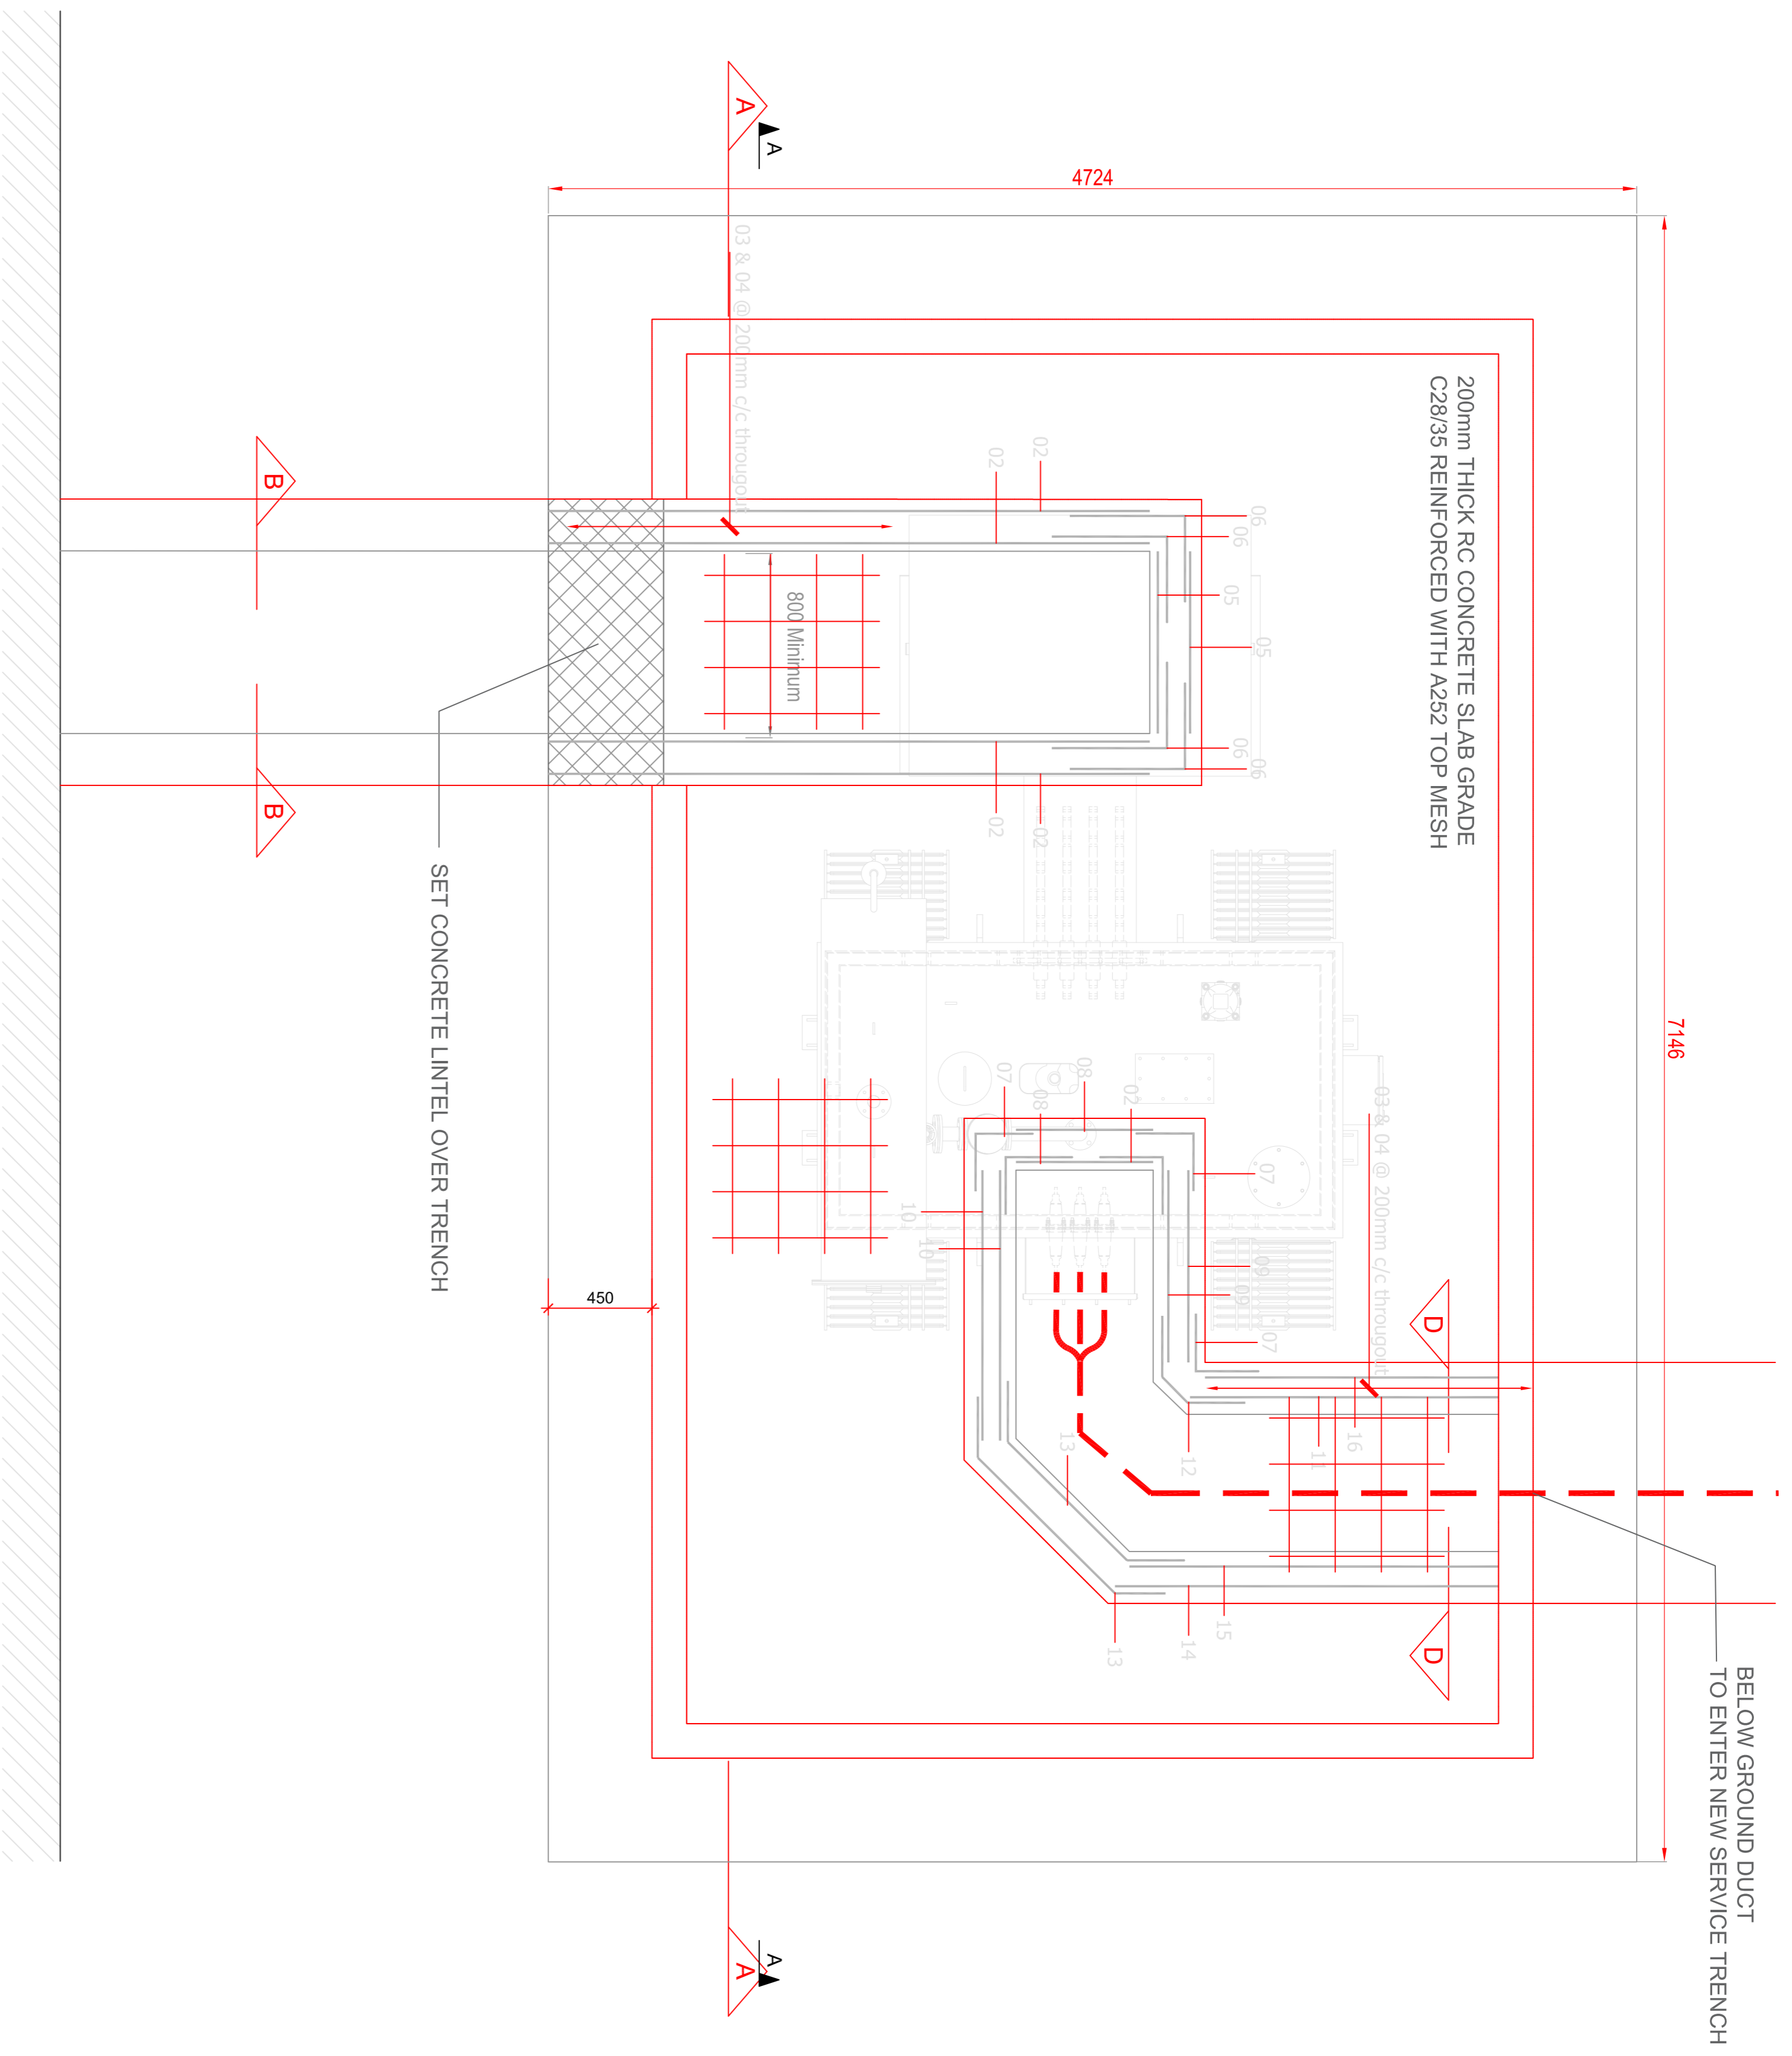 BELOW GROUND DUCT
TO ENTER NEW SERVICE TRENCH
7146
4724
200mm THICK RC CONCRETE SLAB GRADE
C28/35 REINFORCED WITH A252 TOP MESH
03 & 04 @ 200mm c/c througout
03 & 04 @ 200mm c/c througout
800 Minimum
SET CONCRETE LINTEL OVER TRENCH
450
A
A
A
A
B
B
D
D
02
02
02
02
06
06
05
05
06
06
07
08
08
02
07
10
10
09
09
07
16
11
12
13
15
14
13